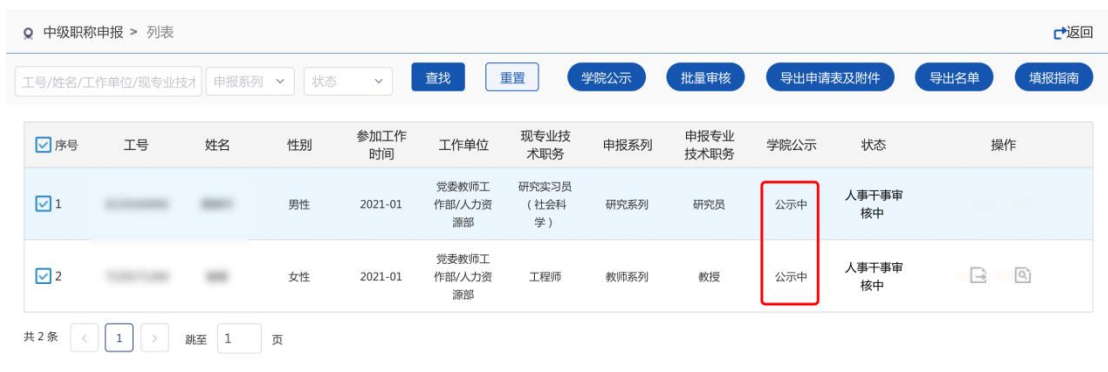 中级职称申报 > 列表
返回
工号/姓名/工作单位/现专业技术 申报系列 状态 查找 重置 学院公示 批量审核 导出申请表及附件 导出名单 填报指南
序号 工号 姓名 性别 参加工作时间 工作单位 现专业技术职务 申报系列 申报专业技术职务 学院公示 状态 操作
1 男性 2021-01 党委教师工作部/人力资源部 研究实习员（社会科学） 研究系列 研究员 公示中 人事干事审核中
2 女性 2021-01 党委教师工作部/人力资源部 工程师 教师系列 教授 公示中 人事干事审核中
共 2 条 < 1 > 跳至 1 页